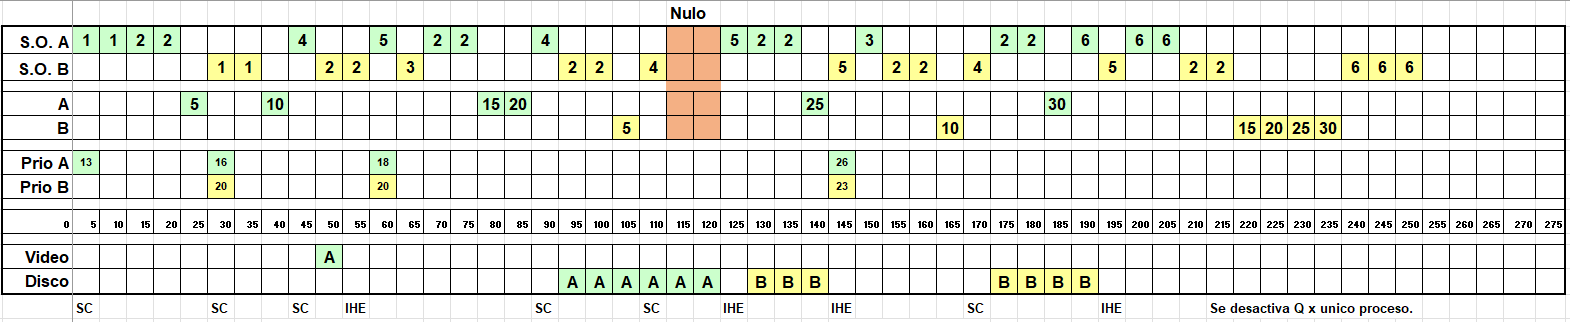 Nulo
S.O. A 1 1 2 2 4 5 2 2 4 5 2 2 3 2 2 6 6 6
S.O. B 1 1 2 2 3 2 2 4 5 2 2 4 5 2 2 6 6 6
A 5 10 15 20 25 30
B 5 10 15 20 25 30
Prio A 13 16 18 26
Prio B 20 20 23
0 5 10 15 20 25 30 35 40 45 50 55 60 65 70 75 80 85 90 95 100 105 110 115 120 125 130 135 140 145 150 155 160 165 170 175 180 185 190 195 200 205 210 215 220 225 230 235 240 245 250 255 260 265 270 275
Video A
Disco A A A A A A B B B B B B B
SC SC SC IHE SC SC IHE IHE SC IHE Se desactiva Q x unico proceso.